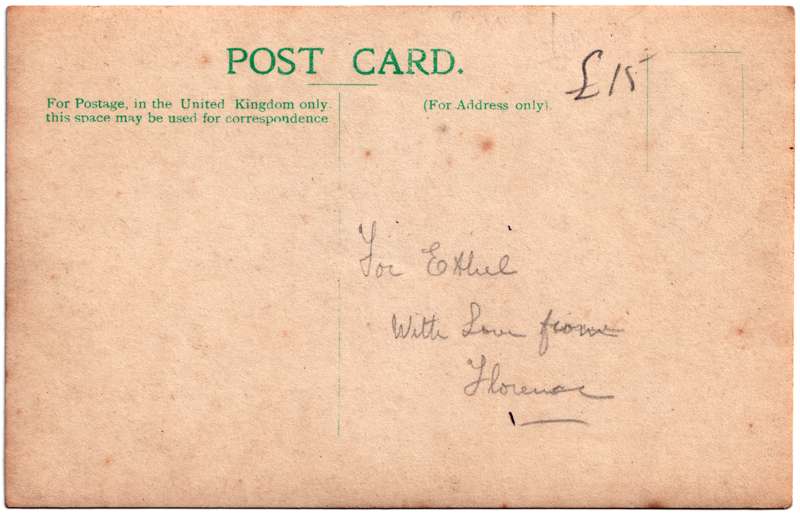 POST CARD.
£15
For Postage, in the United Kingdom only.
this space may be used for correspondence
(For Address only).
For Ethel
With Love from
Florence